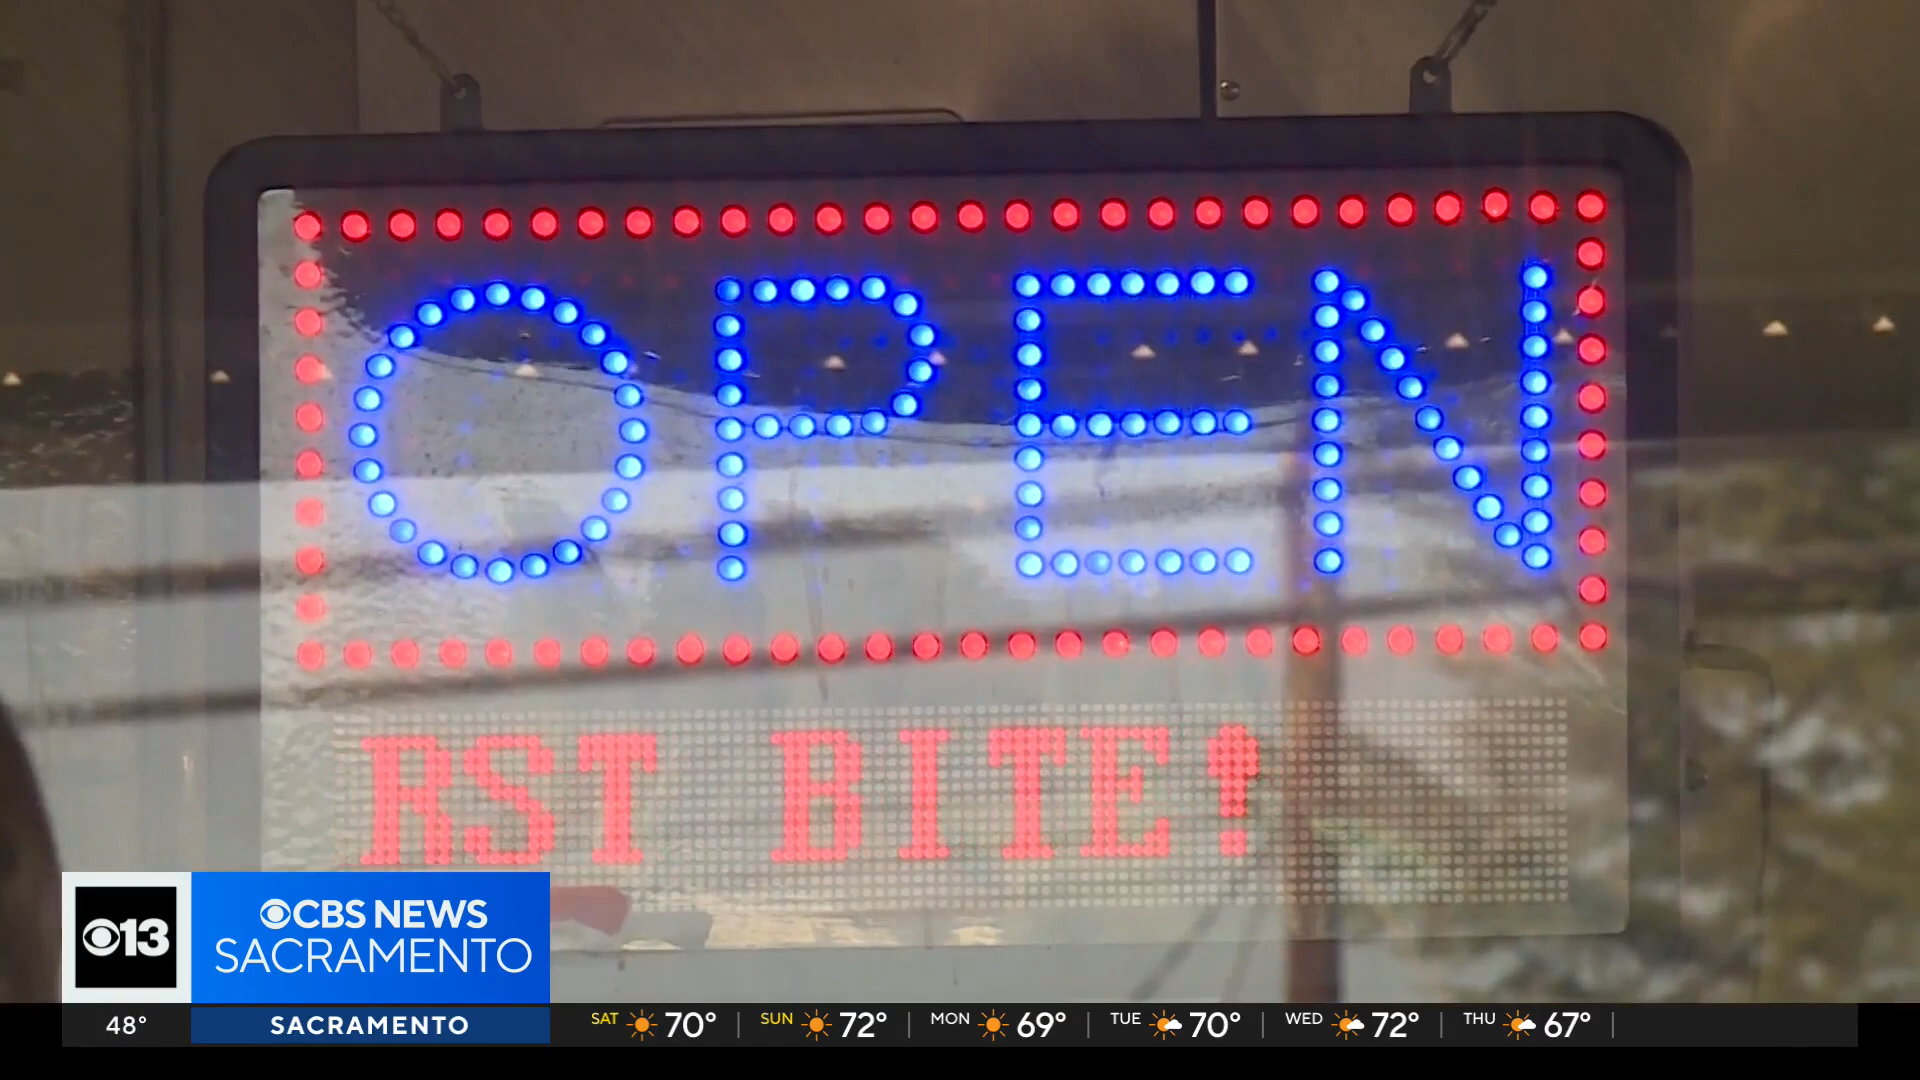 OPEN
RST BITE!
13
CBS NEWS
SACRAMENTO
48° SACRAMENTO SAT 70° | SUN 72° | MON 69° | TUE 70° | WED 72° | THU 67° |